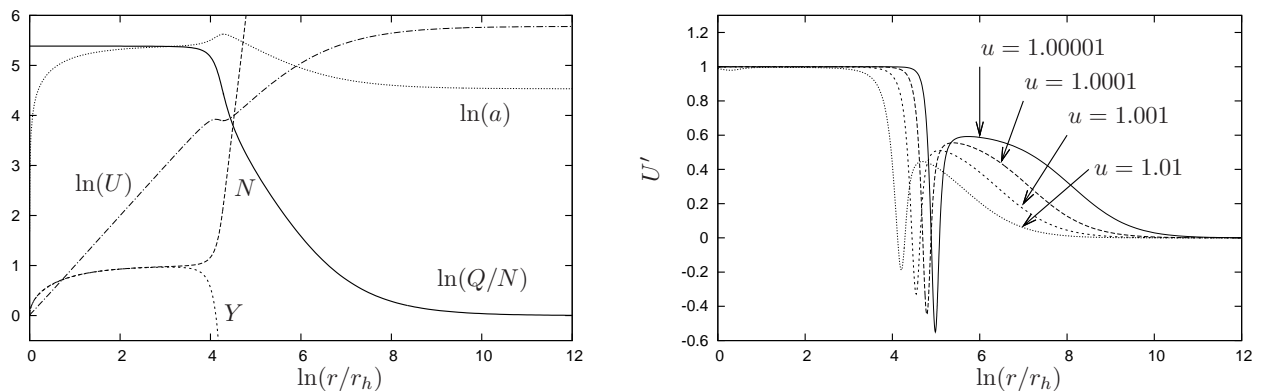 6
5
4
3
2
1
0
ln(a)
ln(U)
N
ln(Q/N)
Y
0 2 4 6 8 10 12
ln(r/r_h)
1.2
1
0.8
0.6
0.4
0.2
0
-0.2
-0.4
-0.6
U′
u = 1.00001
u = 1.0001
u = 1.001
u = 1.01
0 2 4 6 8 10 12
ln(r/r_h)